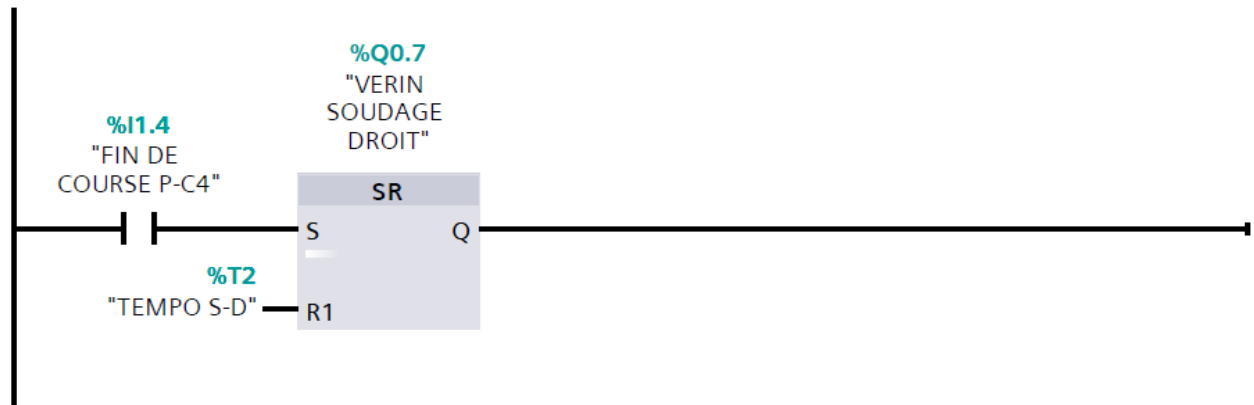 %Q0.7
"VERIN
SOUDAGE
DROIT"
%I1.4
"FIN DE
COURSE P-C4"
SR
S
Q
%T2
"TEMPO S-D"
R1